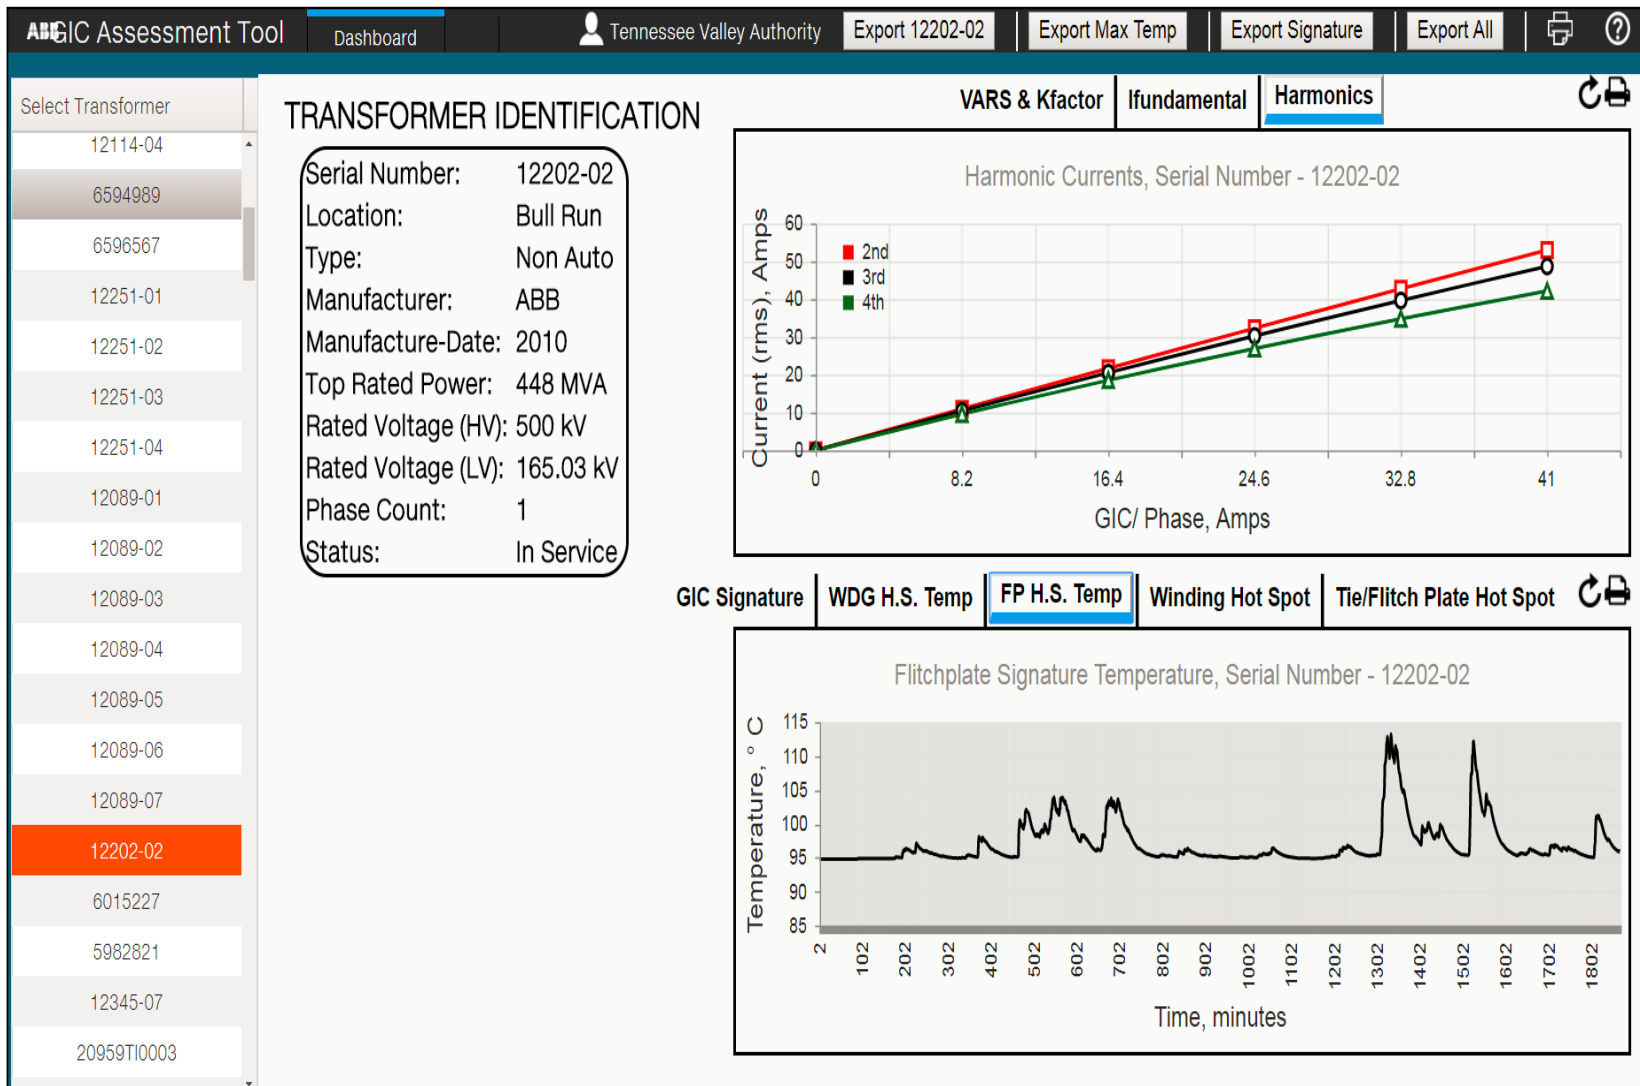 ABB GIC Assessment Tool
Dashboard
Tennessee Valley Authority
Export 12202-02
Export Max Temp
Export Signature
Export All
Select Transformer
12114-04
6594989
6596567
12251-01
12251-02
12251-03
12251-04
12089-01
12089-02
12089-03
12089-04
12089-05
12089-06
12089-07
12202-02
6015227
5982821
12345-07
20959TI0003
TRANSFORMER IDENTIFICATION
Serial Number: 12202-02
Location: Bull Run
Type: Non Auto
Manufacturer: ABB
Manufacture-Date: 2010
Top Rated Power: 448 MVA
Rated Voltage (HV): 500 kV
Rated Voltage (LV): 165.03 kV
Phase Count: 1
Status: In Service
VARS & Kfactor
Ifundamental
Harmonics
Harmonic Currents, Serial Number - 12202-02
Current (rms), Amps
60
50
40
30
20
10
0
2nd
3rd
4th
0 8.2 16.4 24.6 32.8 41
GIC/ Phase, Amps
GIC Signature
WDG H.S. Temp
FP H.S. Temp
Winding Hot Spot
Tie/Flitch Plate Hot Spot
Flitchplate Signature Temperature, Serial Number - 12202-02
Temperature, ° C
115
110
105
100
95
90
85
2 102 202 302 402 502 602 702 802 902 1002 1102 1202 1302 1402 1502 1602 1702 1802
Time, minutes